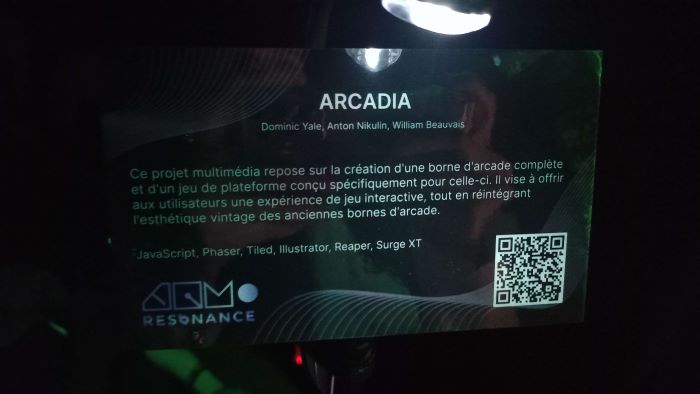 ARCADIA
Dominic Yale, Anton Nikulin, William Beauvais
Ce projet multimédia repose sur la création d'une borne d'arcade complète
et d'un jeu de plateforme conçu spécifiquement pour celle-ci. Il vise à offrir
aux utilisateurs une expérience de jeu interactive, tout en réintégrant
l'esthétique vintage des anciennes bornes d'arcade.
JavaScript, Phaser, Tiled, Illustrator, Reaper, Surge XT
RESONANCE